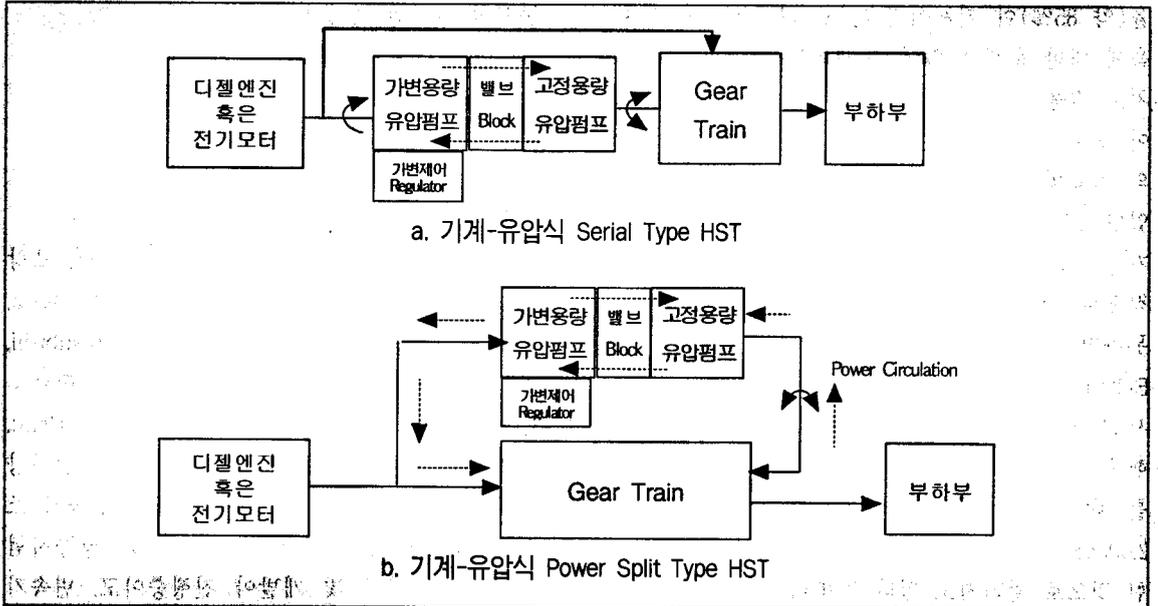 디젤엔진
혹은
전기모터
가변용량
유압펌프
밸브
Block
고정용량
유압펌프
가변제어
Regulator
Gear
Train
부하부
a. 기계-유압식 Serial Type HST
가변용량
유압펌프
밸브
Block
고정용량
유압펌프
가변제어
Regulator
Power Circulation
디젤엔진
혹은
전기모터
Gear Train
부하부
b. 기계-유압식 Power Split Type HST